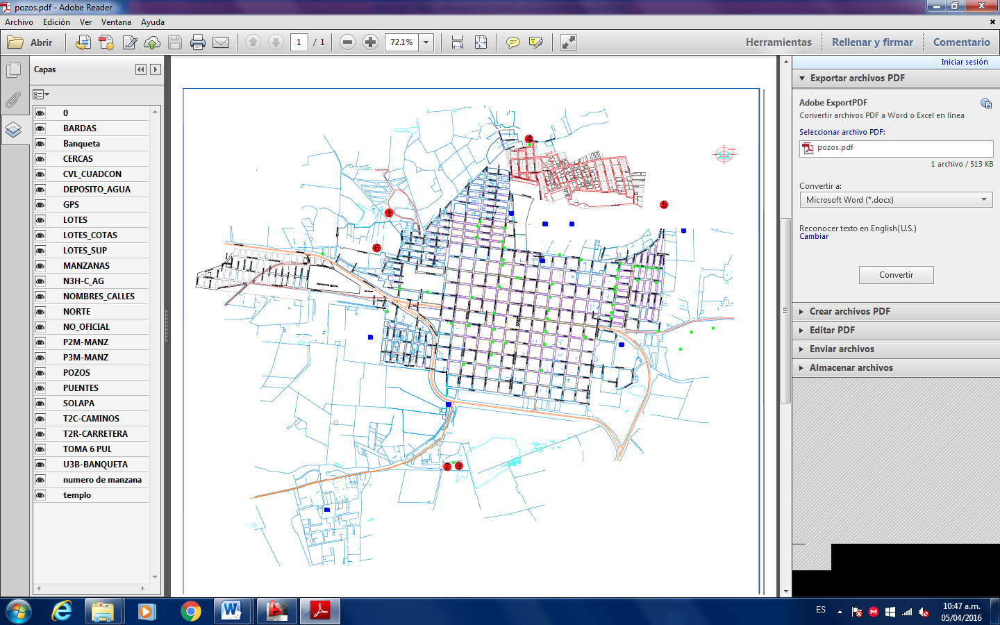 pozos.pdf - Adobe Reader
Archivo Edición Ver Ventana Ayuda
Abrir
1 / 1
72.1%
Herramientas Rellenar y firmar Comentario
Iniciar sesión
Capas
0
BARDAS
Banqueta
CERCAS
CVL_CUADCON
DEPOSITO_AGUA
GPS
LOTES
LOTES_COTAS
LOTES_SUP
MANZANAS
N3H-C_AG
NOMBRES_CALLES
NORTE
NO_OFICIAL
P2M-MANZ
P3M-MANZ
POZOS
PUENTES
SOLAPA
T2C-CAMINOS
T2R-CARRETERA
TOMA 6 PUL
U3B-BANQUETA
numero de manzana
templo
4
5
1
6
2 3
Exportar archivos PDF
Adobe ExportPDF
Convertir archivos PDF a Word o Excel en línea
Seleccionar archivo PDF:
pozos.pdf
1 archivo / 513 KB
Convertir a:
Microsoft Word (*.docx)
Reconocer texto en English(U.S.)
Cambiar
Convertir
Crear archivos PDF
Editar PDF
Enviar archivos
Almacenar archivos
ES
10:47 a.m.
05/04/2016